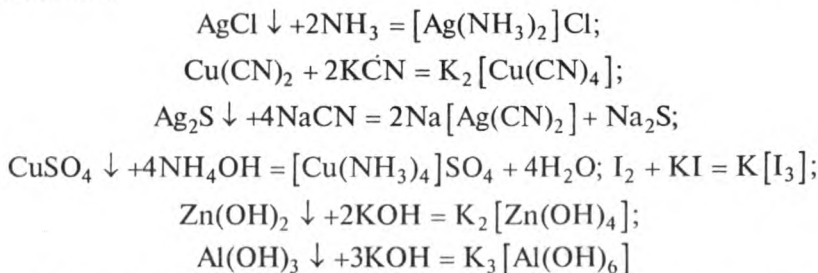 AgCl ↓ +2NH₃ = [Ag(NH₃)₂]Cl;
Cu(CN)₂ + 2KCN = K₂[Cu(CN)₄];
Ag₂S ↓ +4NaCN = 2Na[Ag(CN)₂] + Na₂S;
CuSO₄ ↓ +4NH₄OH = [Cu(NH₃)₄]SO₄ + 4H₂O; I₂ + KI = K[I₃];
Zn(OH)₂ ↓ +2KOH = K₂[Zn(OH)₄];
Al(OH)₃ ↓ +3KOH = K₃[Al(OH)₆]